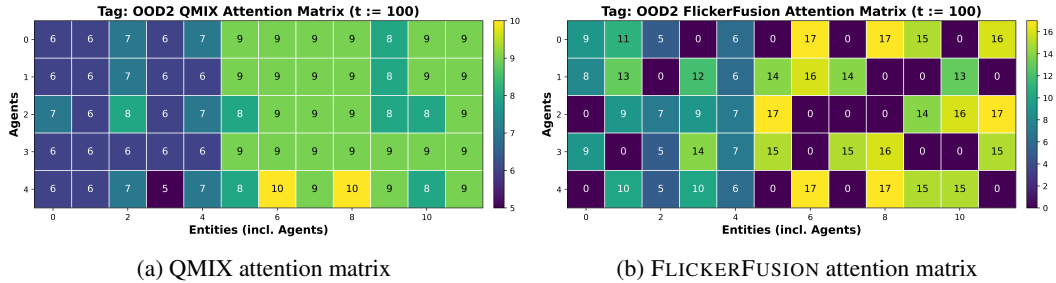 Tag: OOD2 QMIX Attention Matrix (t := 100)
Agents
0 6 6 7 6 7 9 9 9 9 8 9 9
1 6 6 7 6 6 9 9 9 9 8 9 9
2 7 6 8 6 7 8 9 9 9 8 8 9
3 6 6 6 6 6 9 9 9 9 9 9 9
4 6 6 7 5 7 8 10 9 10 9 8 9
0 2 4 6 8 10
Entities (incl. Agents)
10
9
8
7
6
5
(a) QMIX attention matrix
Tag: OOD2 FlickerFusion Attention Matrix (t := 100)
Agents
0 9 11 5 0 6 0 17 0 17 15 0 16
1 8 13 0 12 6 14 16 14 0 0 13 0
2 0 9 7 9 7 17 0 0 0 14 16 17
3 9 0 5 14 7 15 0 15 16 0 0 15
4 0 10 5 10 6 0 17 0 17 15 15 0
0 2 4 6 8 10
Entities (incl. Agents)
16
14
12
10
8
6
4
2
0
(b) FLICKERFUSION attention matrix